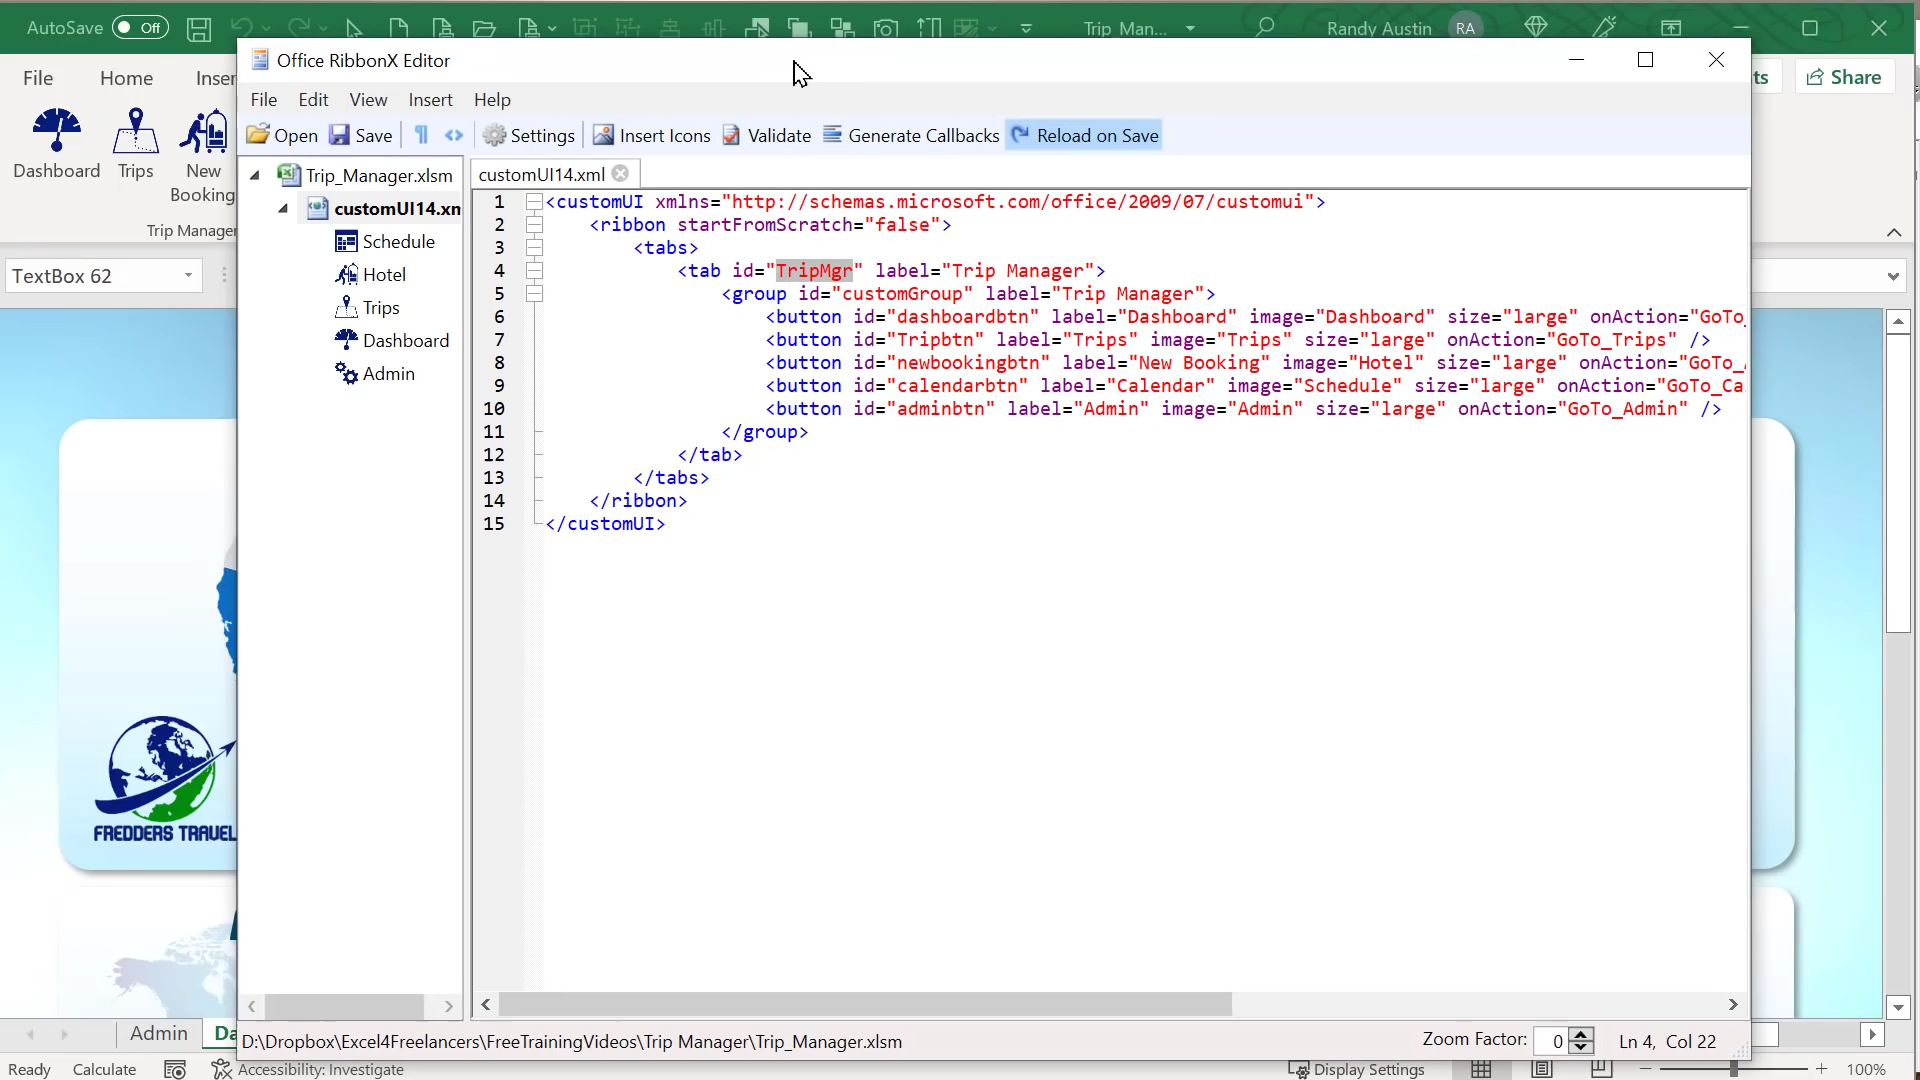 AutoSave Off Trip Man... Randy Austin RA
Office RibbonX Editor
File Home Inser
ts Share
File Edit View Insert Help
Open Save Settings Insert Icons Validate Generate Callbacks Reload on Save
Dashboard Trips New
Booking
Trip Manager
TextBox 62
Trip_Manager.xlsm
customUI14.xm
Schedule
Hotel
Trips
Dashboard
Admin
customUI14.xml
1 <customUI xmlns="http://schemas.microsoft.com/office/2009/07/customui">
2 <ribbon startFromScratch="false">
3 <tabs>
4 <tab id="TripMgr" label="Trip Manager">
5 <group id="customGroup" label="Trip Manager">
6 <button id="dashboardbtn" label="Dashboard" image="Dashboard" size="large" onAction="GoTo_
7 <button id="Tripbtn" label="Trips" image="Trips" size="large" onAction="GoTo_Trips" />
8 <button id="newbookingbtn" label="New Booking" image="Hotel" size="large" onAction="GoTo_
9 <button id="calendarbtn" label="Calendar" image="Schedule" size="large" onAction="GoTo_Ca
10 <button id="adminbtn" label="Admin" image="Admin" size="large" onAction="GoTo_Admin" />
11 </group>
12 </tab>
13 </tabs>
14 </ribbon>
15 </customUI>
FREDDERS TRAVEL
Admin Da
D:\Dropbox\Excel4Freelancers\FreeTrainingVideos\Trip Manager\Trip_Manager.xlsm
Zoom Factor: 0 Ln 4, Col 22
Ready Calculate Accessibility: Investigate Display Settings 100%